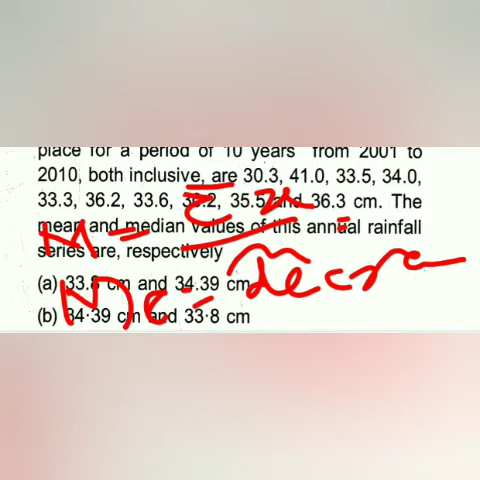 place for a period of 10 years from 2001 to
2010, both inclusive, are 30.3, 41.0, 33.5, 34.0,
33.3, 36.2, 33.6, 30.2, 35.5 and 36.3 cm. The
mean and median values of this annual rainfall
series are, respectively
M = Σx
(a) 33.8 cm and 34.39 cm
Me = decre
(b) 34·39 cm and 33·8 cm